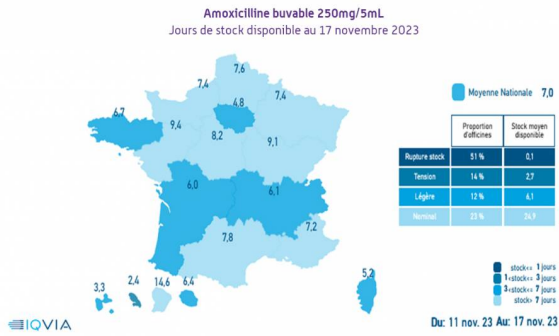 Amoxicilline buvable 250mg/5mL
Jours de stock disponible au 17 novembre 2023
7,6
7,4
7,4
4,8
6,7
9,4
8,2
9,1
6,0
6,1
7,8
7,2
3,3
2,4
14,6
6,4
5,2
Moyenne Nationale 7,0
Proportion d'officines
Stock moyen disponible
Rupture stock 51 % 0,1
Tension 14 % 2,7
Légère 12 % 6,1
Nominal 23 % 24,9
stock<= 1 jours
1<stock<= 3 jours
3<stock<= 7 jours
stock> 7 jours
IQVIA
Du: 11 nov. 23 Au: 17 nov. 23